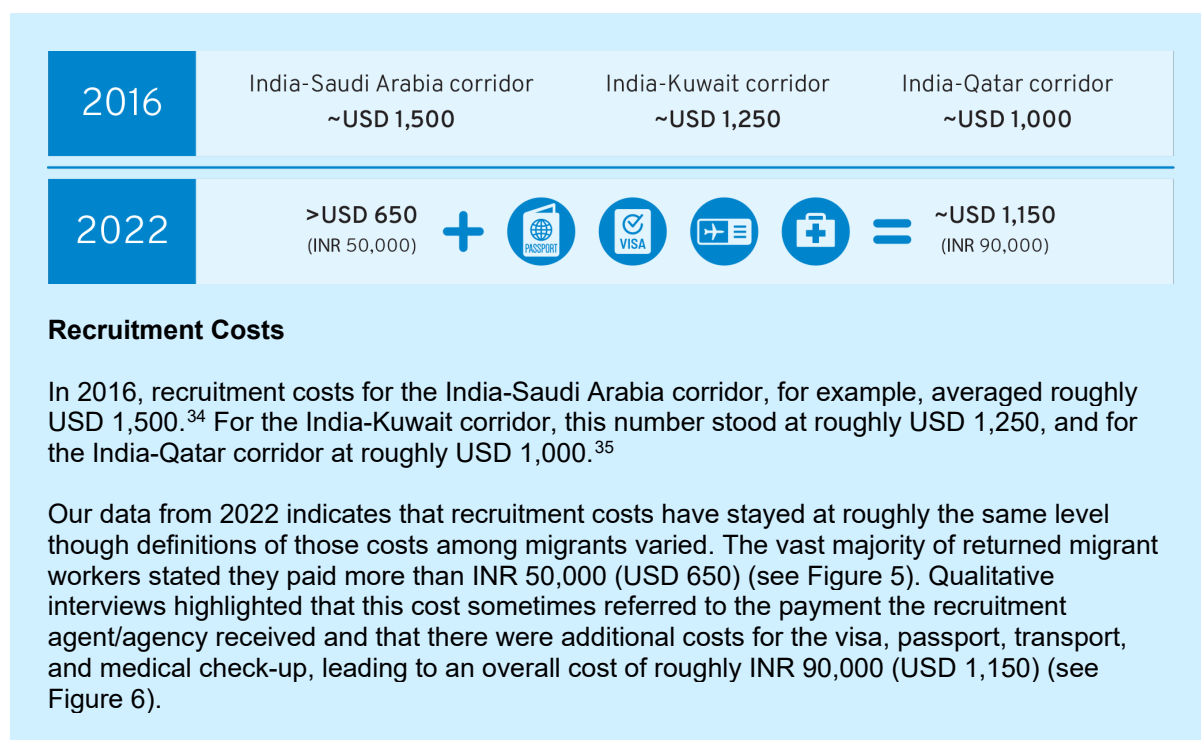 2016
India-Saudi Arabia corridor
~USD 1,500
India-Kuwait corridor
~USD 1,250
India-Qatar corridor
~USD 1,000
2022
>USD 650
(INR 50,000)
+
PASSPORT
VISA
=
~USD 1,150
(INR 90,000)
Recruitment Costs
In 2016, recruitment costs for the India-Saudi Arabia corridor, for example, averaged roughly
USD 1,500.³⁴ For the India-Kuwait corridor, this number stood at roughly USD 1,250, and for
the India-Qatar corridor at roughly USD 1,000.³⁵
Our data from 2022 indicates that recruitment costs have stayed at roughly the same level
though definitions of those costs among migrants varied. The vast majority of returned migrant
workers stated they paid more than INR 50,000 (USD 650) (see Figure 5). Qualitative
interviews highlighted that this cost sometimes referred to the payment the recruitment
agent/agency received and that there were additional costs for the visa, passport, transport,
and medical check-up, leading to an overall cost of roughly INR 90,000 (USD 1,150) (see
Figure 6).